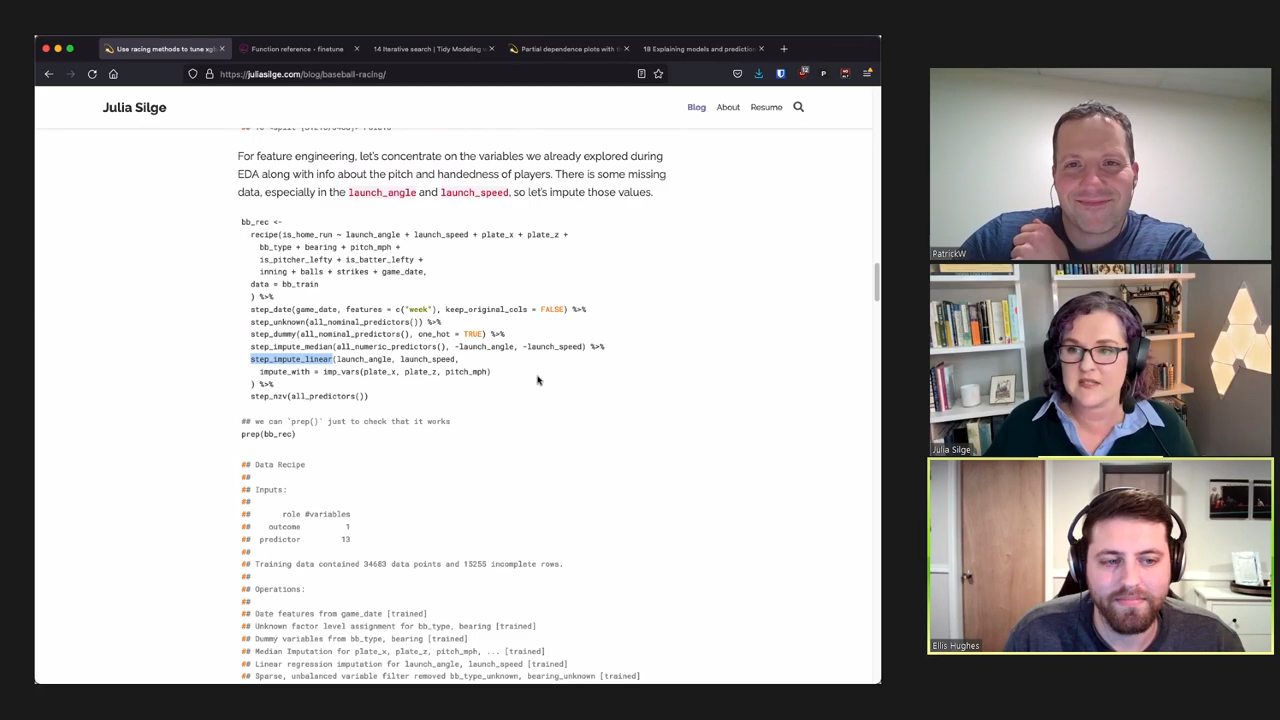 Use racing methods to tune xgb
Function reference - finetune
14 Iterative search | Tidy Modeling
Partial dependence plots with
18 Explaining models and prediction
https://juliasilge.com/blog/baseball-racing/
12
P
Julia Silge
Blog
About
Resume
For feature engineering, let's concentrate on the variables we already explored during
EDA along with info about the pitch and handedness of players. There is some missing
data, especially in the launch_angle and launch_speed, so let's impute those values.
bb_rec <-
recipe(is_home_run ~ launch_angle + launch_speed + plate_x + plate_z +
bb_type + bearing + pitch_mph +
is_pitcher_lefty + is_batter_lefty +
inning + balls + strikes + game_date,
data = bb_train
) %>%
step_date(game_date, features = c("week"), keep_original_cols = FALSE) %>%
step_unknown(all_nominal_predictors()) %>%
step_dummy(all_nominal_predictors(), one_hot = TRUE) %>%
step_impute_median(all_numeric_predictors(), -launch_angle, -launch_speed) %>%
step_impute_linear(launch_angle, launch_speed,
impute_with = imp_vars(plate_x, plate_z, pitch_mph)
) %>%
step_nzv(all_predictors())
## we can `prep()` just to check that it works
prep(bb_rec)
## Data Recipe
##
## Inputs:
##
## role #variables
## outcome 1
## predictor 13
##
## Training data contained 34683 data points and 15255 incomplete rows.
##
## Operations:
##
## Date features from game_date [trained]
## Unknown factor level assignment for bb_type, bearing [trained]
## Dummy variables from bb_type, bearing [trained]
## Median Imputation for plate_x, plate_z, pitch_mph, ... [trained]
## Linear regression imputation for launch_angle, launch_speed [trained]
## Sparse, unbalanced variable filter removed bb_type_unknown, bearing_unknown [trained]
PatrickW
Julia Silge
Ellis Hughes